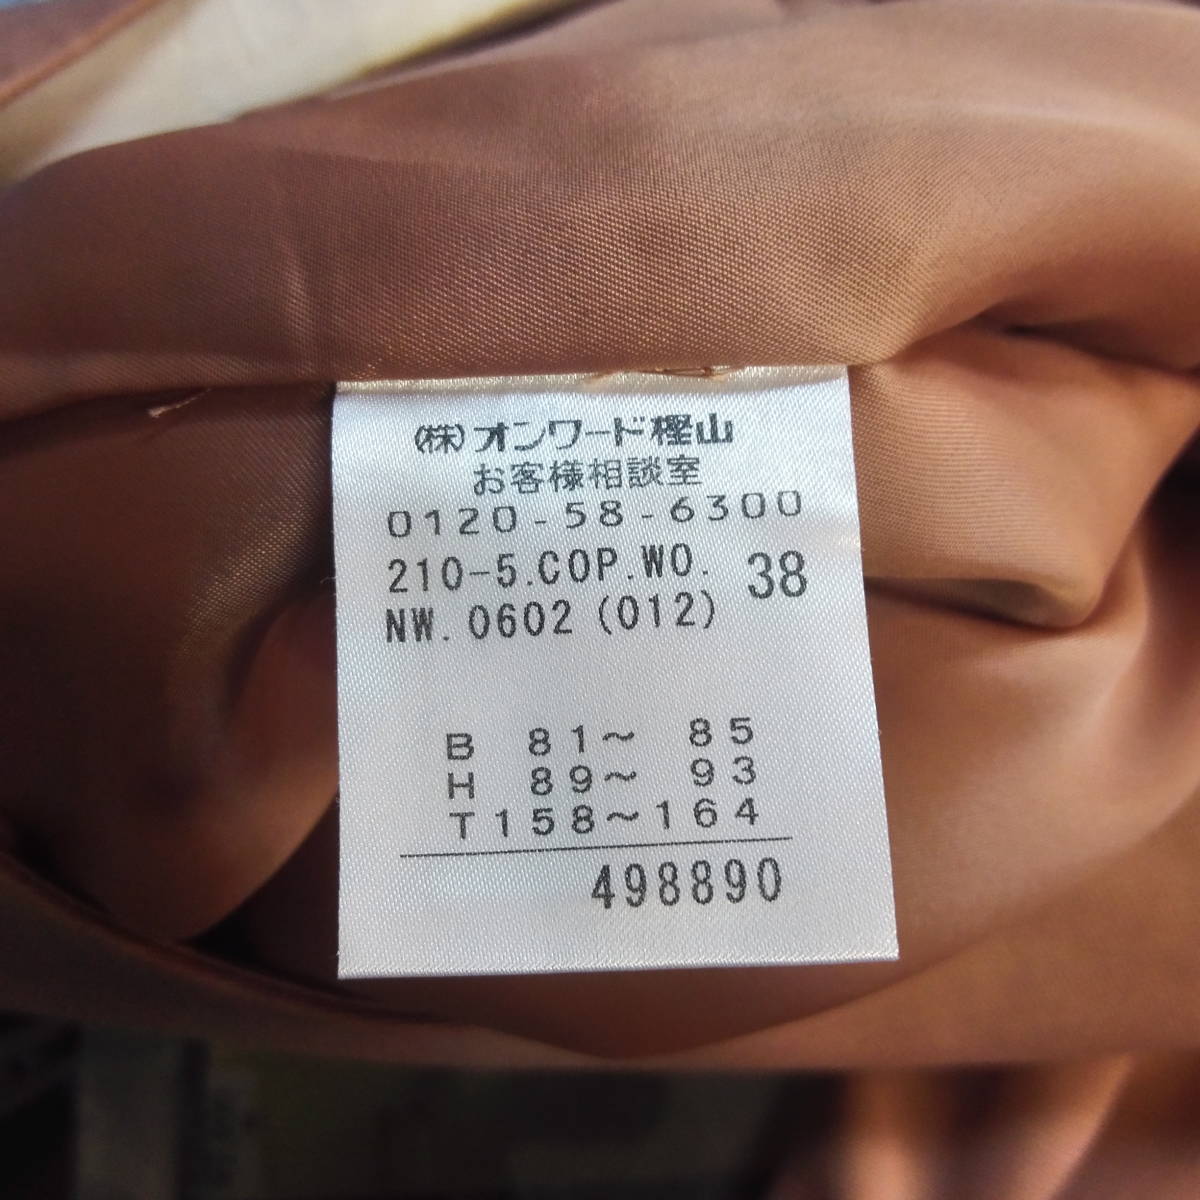 (株)オンワード樫山
お客様相談室
0120-58-6300
210-5.COP.WO. 38
NW.0602(012)
B 81～ 85
H 89～ 93
T158～164
498890